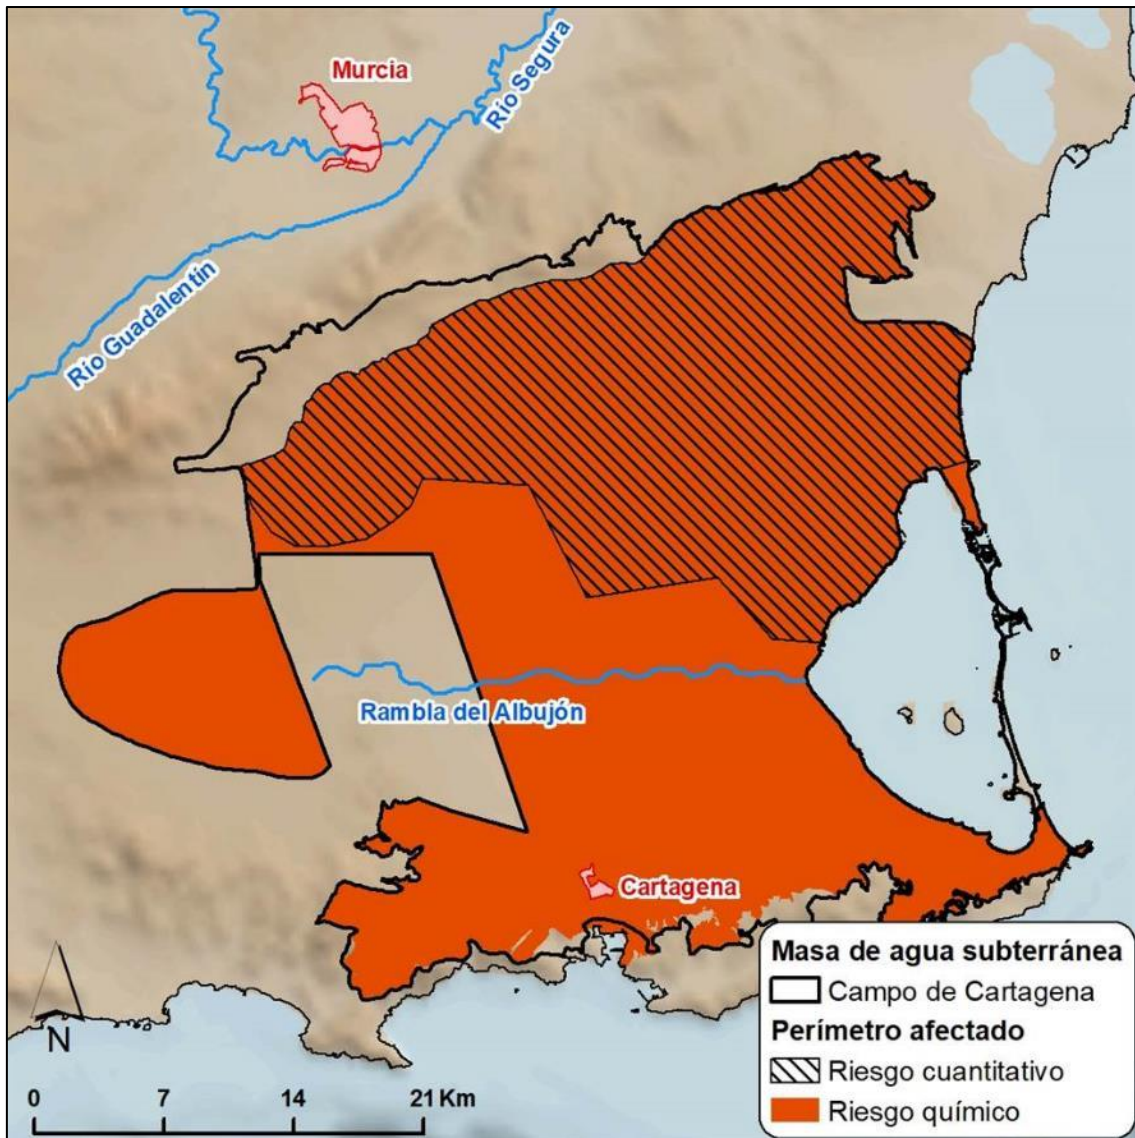 Murcia
Río Segura
Río Guadalentín
Rambla del Albujón
Cartagena
Masa de agua subterránea
Campo de Cartagena
Perímetro afectado
Riesgo cuantitativo
Riesgo químico
N
0 7 14 21 Km